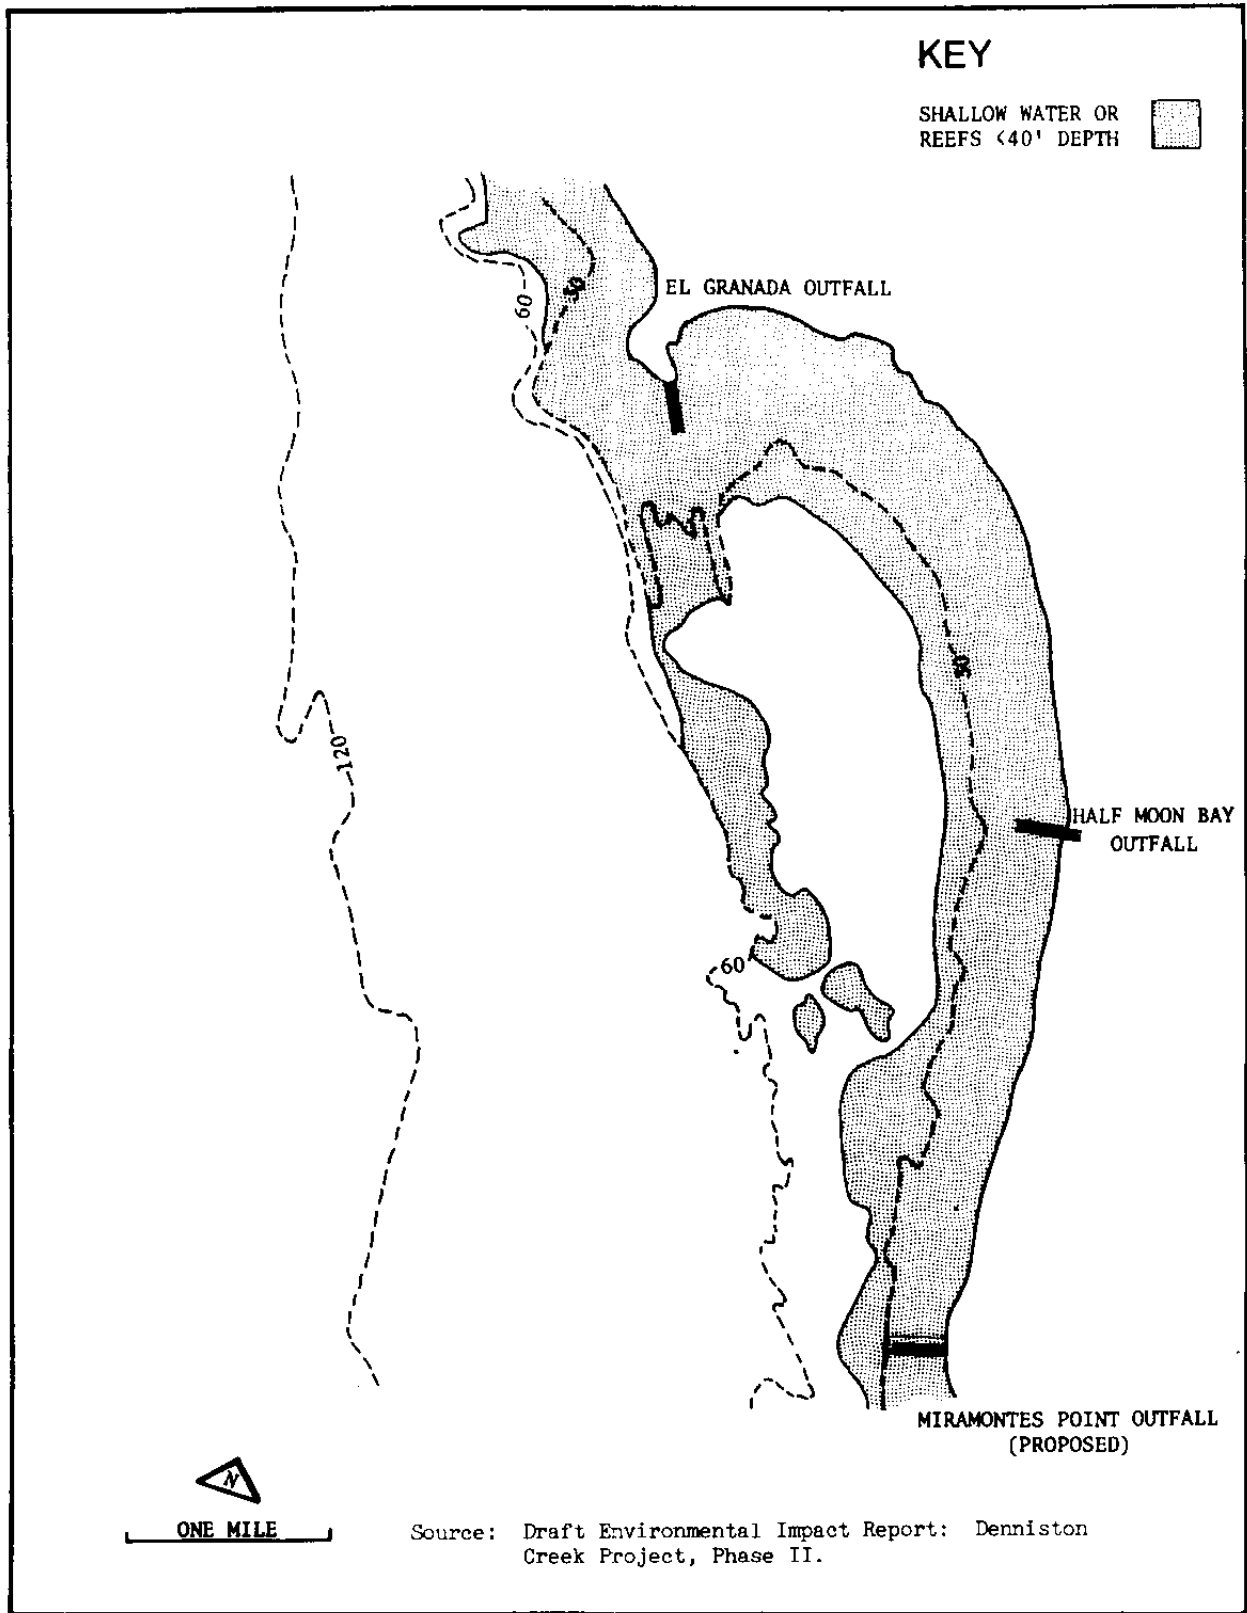 KEY
SHALLOW WATER OR
REEFS <40' DEPTH
EL GRANADA OUTFALL
60
30
30
120
HALF MOON BAY
OUTFALL
60
MIRAMONTES POINT OUTFALL
(PROPOSED)
N
ONE MILE
Source: Draft Environmental Impact Report: Denniston
Creek Project, Phase II.